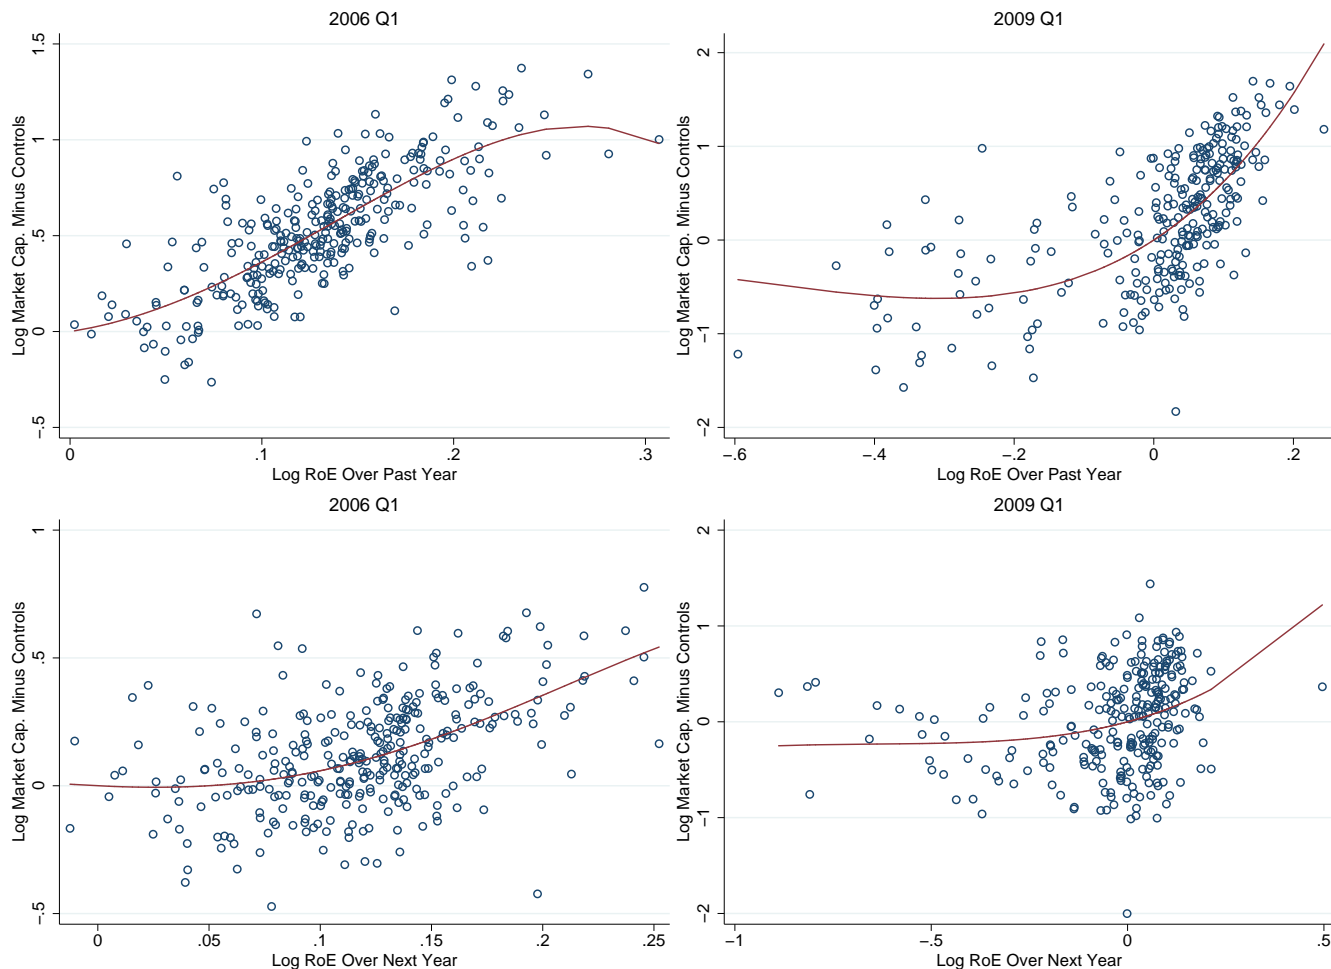 2006 Q1
Log Market Cap. Minus Controls
1.5
1
.5
0
−.5
0 .1 .2 .3
Log RoE Over Past Year
2009 Q1
Log Market Cap. Minus Controls
2
1
0
−1
−2
−.6 −.4 −.2 0 .2
Log RoE Over Past Year
2006 Q1
Log Market Cap. Minus Controls
1
.5
0
−.5
0 .05 .1 .15 .2 .25
Log RoE Over Next Year
2009 Q1
Log Market Cap. Minus Controls
2
1
0
−1
−2
−1 −.5 0 .5
Log RoE Over Next Year